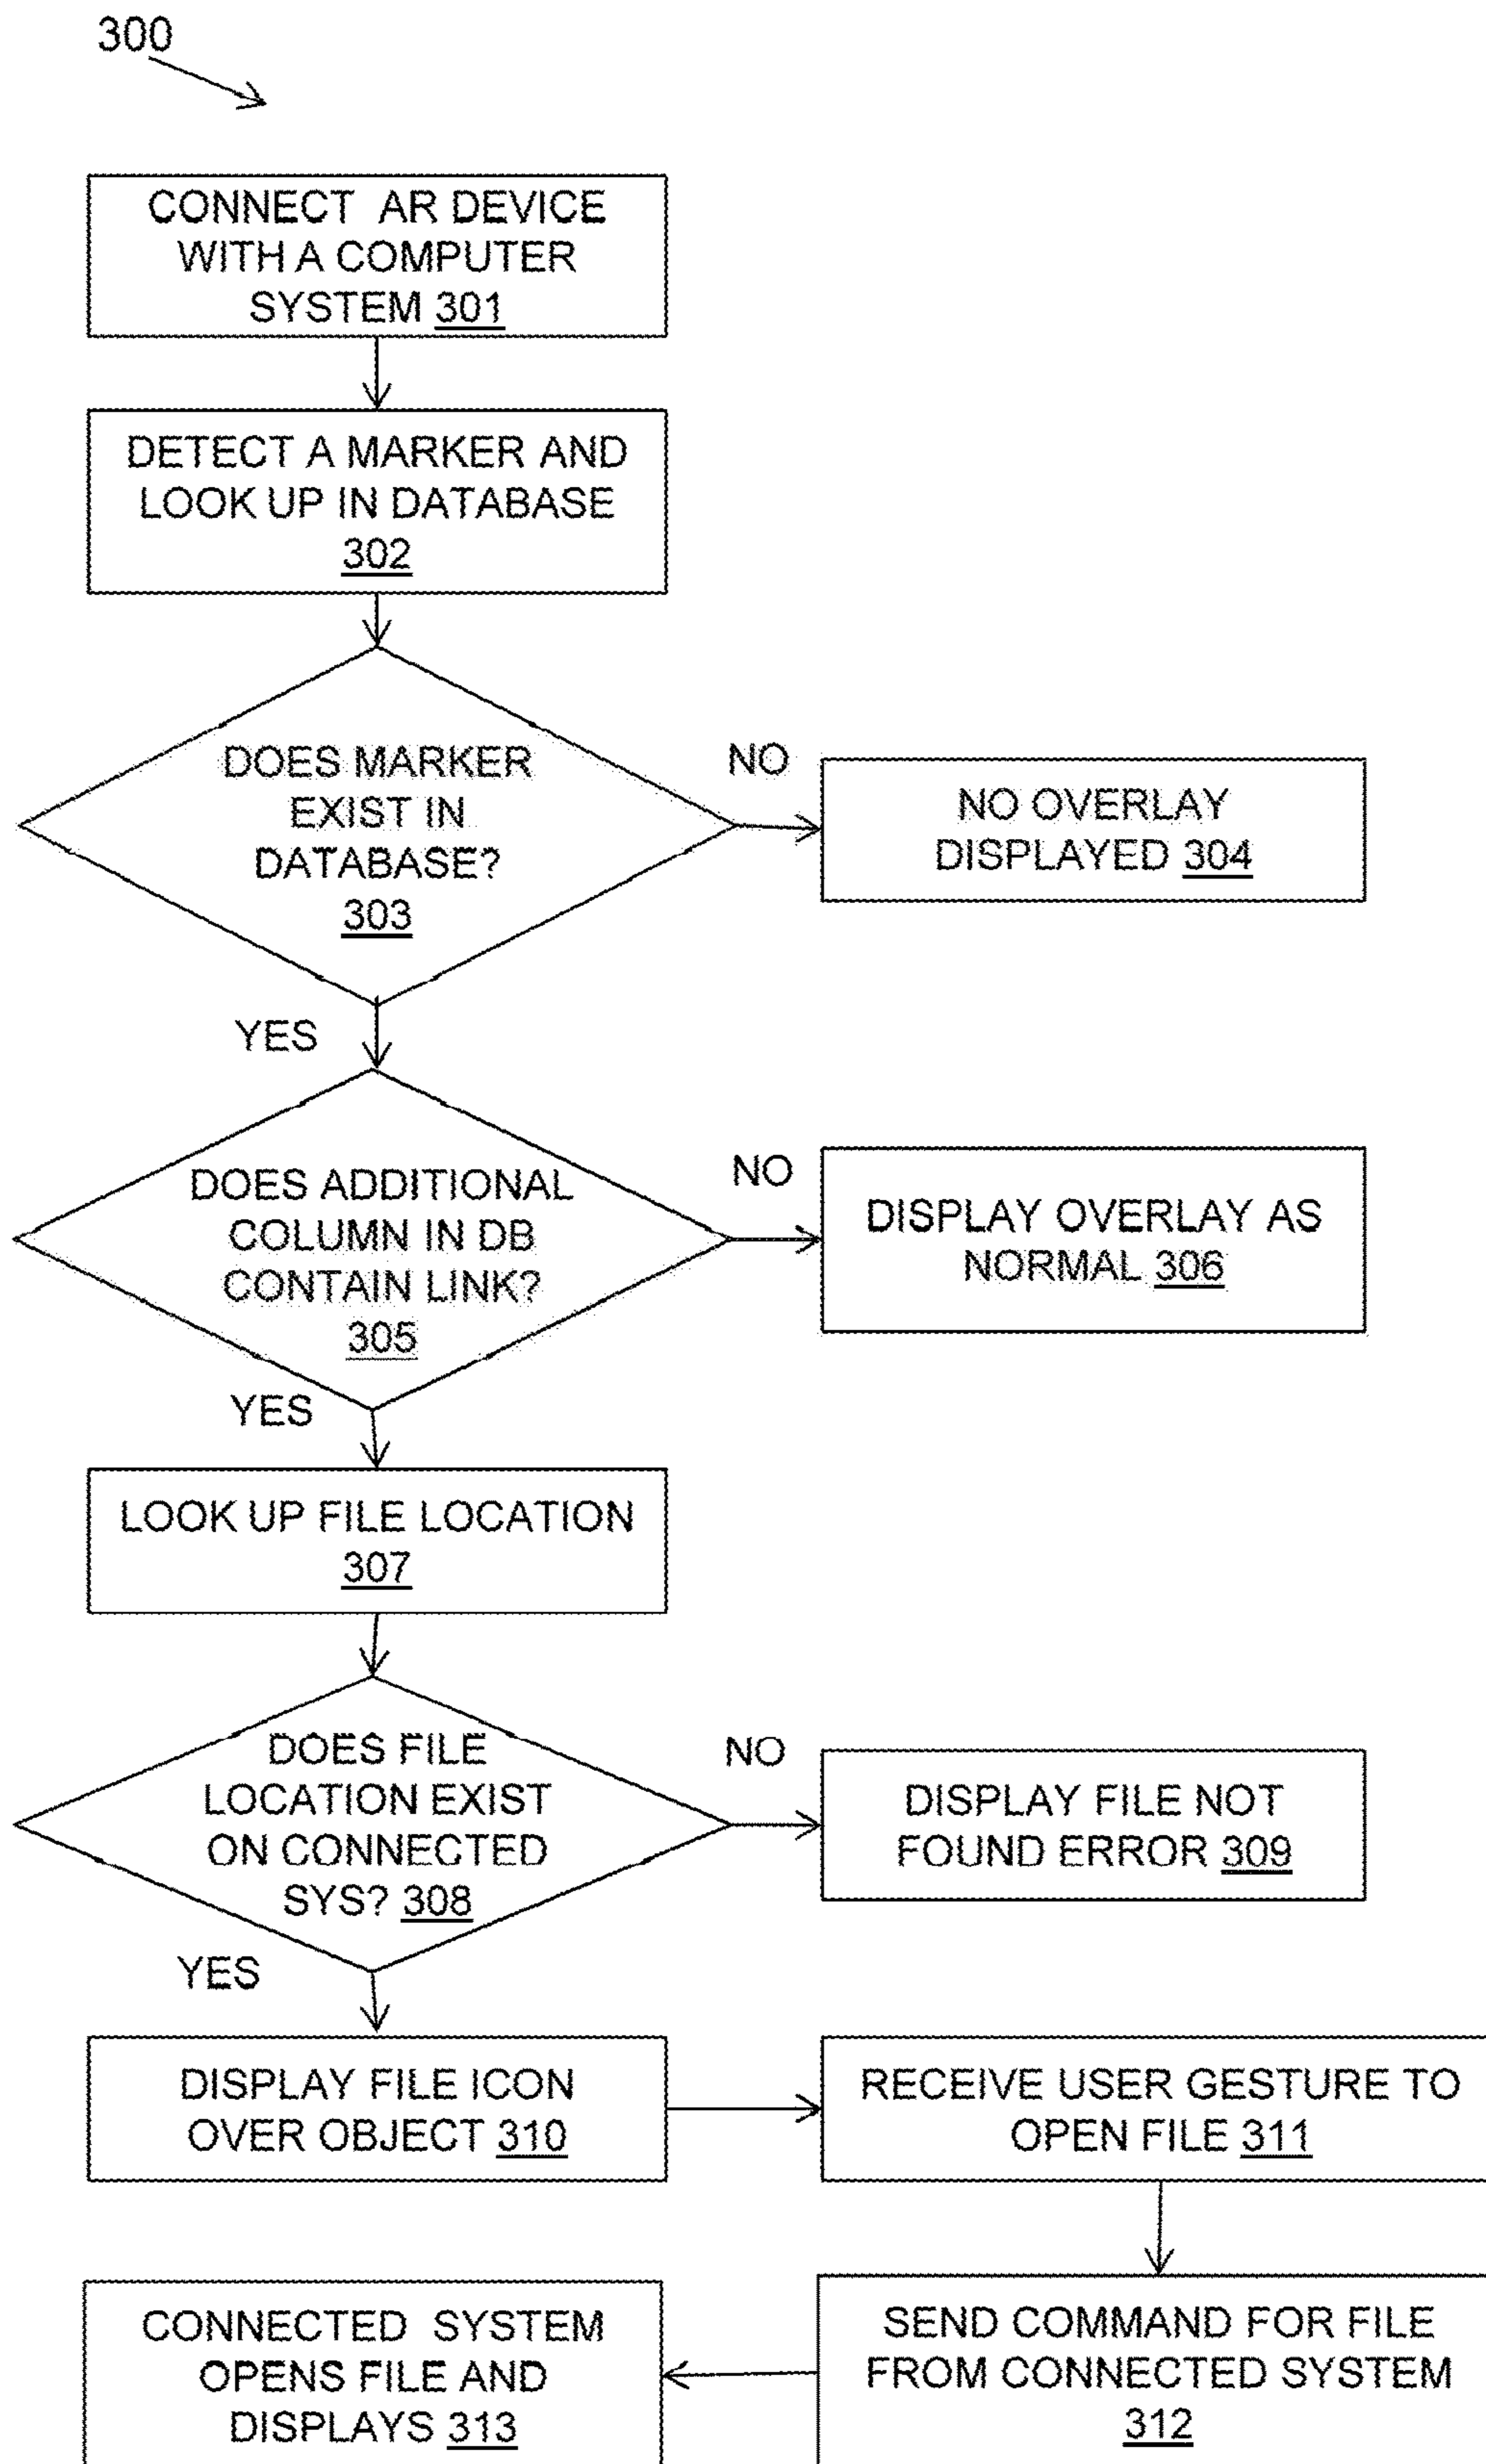 300
CONNECT AR DEVICE
WITH A COMPUTER
SYSTEM 301
DETECT A MARKER AND
LOOK UP IN DATABASE
302
DOES MARKER
EXIST IN
DATABASE?
303
NO
NO OVERLAY
DISPLAYED 304
YES
DOES ADDITIONAL
COLUMN IN DB
CONTAIN LINK?
305
NO
DISPLAY OVERLAY AS
NORMAL 306
YES
LOOK UP FILE LOCATION
307
DOES FILE
LOCATION EXIST
ON CONNECTED
SYS? 308
NO
DISPLAY FILE NOT
FOUND ERROR 309
YES
DISPLAY FILE ICON
OVER OBJECT 310
RECEIVE USER GESTURE TO
OPEN FILE 311
SEND COMMAND FOR FILE
FROM CONNECTED SYSTEM
312
CONNECTED SYSTEM
OPENS FILE AND
DISPLAYS 313